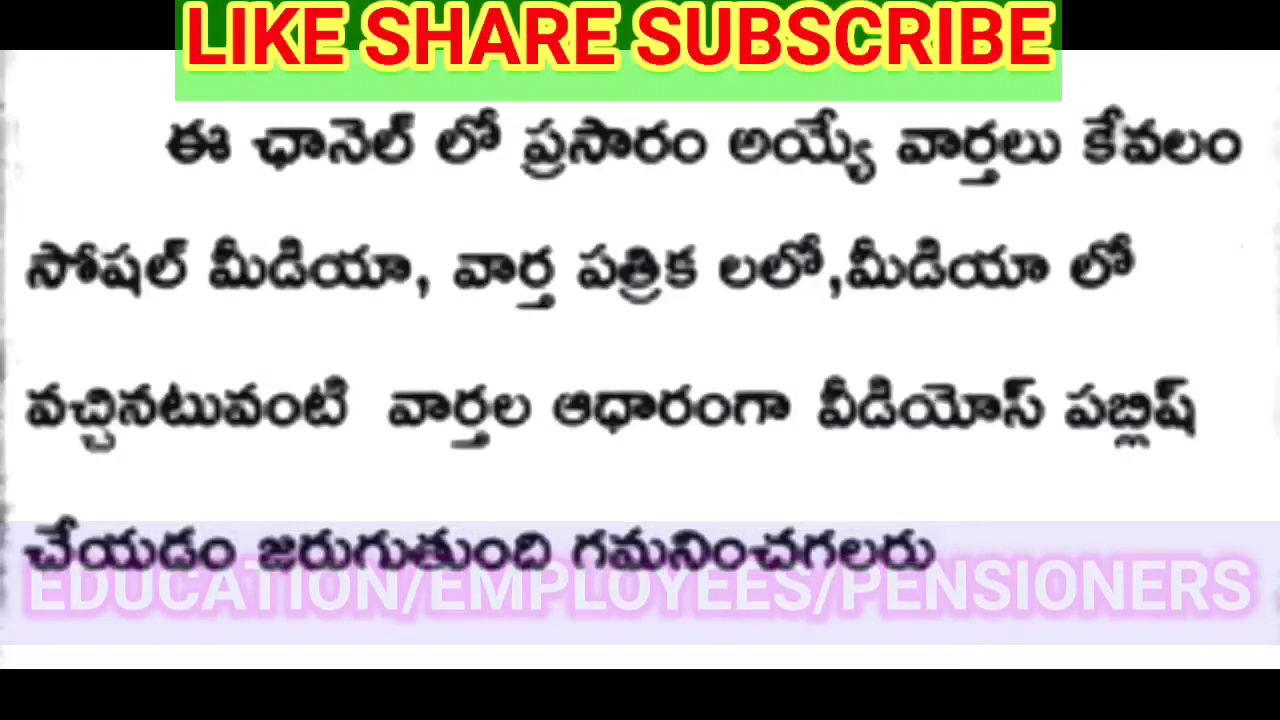 LIKE SHARE SUBSCRIBE
ఈ ఛానెల్ లో ప్రసారం అయ్యే వార్తలు కేవలం
సోషల్ మీడియా, వార్త పత్రిక లలో,మీడియా లో
వచ్చినటువంటి వార్తల ఆధారంగా వీడియోస్ పబ్లిష్
చేయడం జరుగుతుంది గమనించగలరు
EDUCATION/EMPLOYEES/PENSIONERS